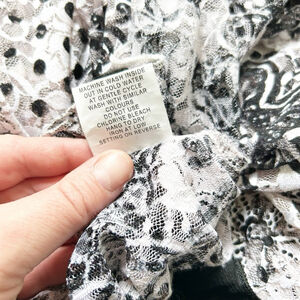 MACHINE WASH INSIDE
OUT IN COLD WATER
AT GENTLE CYCLE
WASH WITH SIMILAR
COLOURS
DO NOT USE
CHLORINE BLEACH
HANG TO DRY
IRON AT LOW
SETTING ON REVERSE